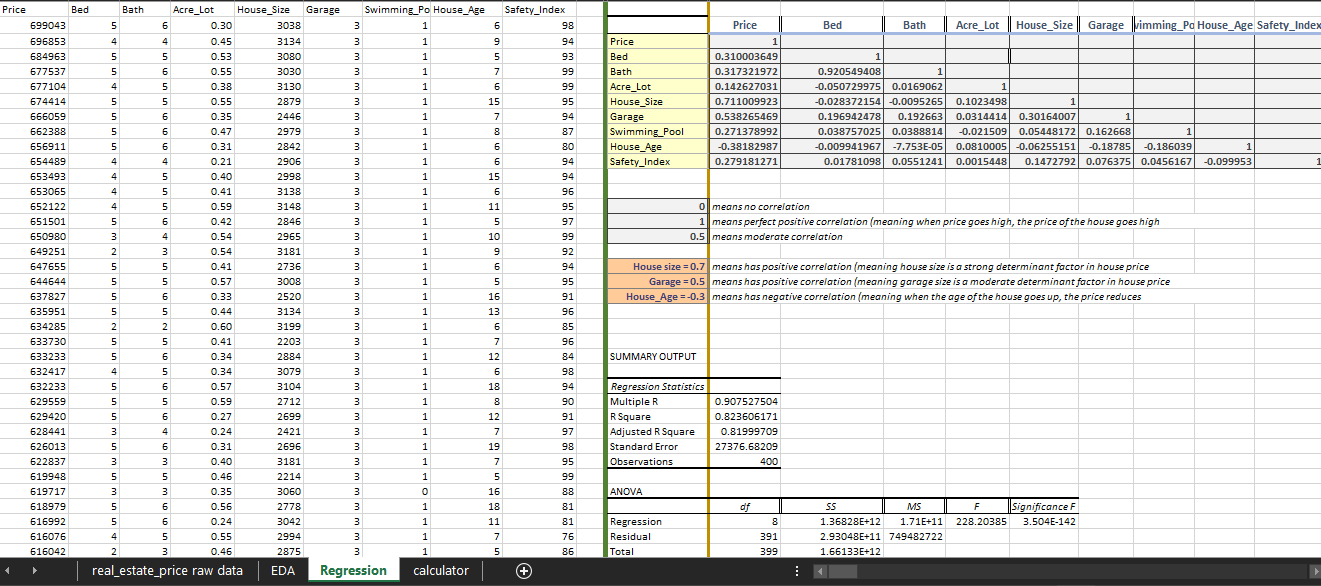 Price Bed Bath Acre_Lot House_Size Garage Swimming_Po House_Age Safety_Index
699043 5 6 0.30 3038 3 1 6 98
696853 4 4 0.45 3134 3 1 9 94
684963 5 5 0.53 3080 3 1 5 93
677537 5 6 0.55 3030 3 1 7 99
677104 4 5 0.38 3130 3 1 6 99
674414 5 5 0.55 2879 3 1 15 95
666059 5 6 0.35 2446 3 1 7 94
662388 5 6 0.47 2979 3 1 8 87
656911 5 6 0.31 2842 3 1 6 80
654489 4 4 0.21 2906 3 1 6 94
653493 4 5 0.40 2998 3 1 15 94
653065 4 5 0.41 3138 3 1 6 96
652122 4 5 0.59 3148 3 1 11 95
651501 5 6 0.42 2846 3 1 5 97
650980 3 4 0.54 2965 3 1 10 99
649251 2 3 0.54 3181 3 1 9 92
647655 5 5 0.41 2736 3 1 6 94
644644 5 5 0.57 3008 3 1 5 95
637827 5 6 0.33 2520 3 1 16 91
635951 5 5 0.44 3134 3 1 13 96
634285 2 2 0.60 3199 3 1 6 85
633730 5 5 0.41 2203 3 1 7 96
633233 5 6 0.34 2884 3 1 12 84
632417 4 5 0.34 3079 3 1 6 98
632233 5 6 0.57 3104 3 1 18 94
629559 5 5 0.59 2712 3 1 8 90
629420 5 6 0.27 2699 3 1 12 91
628441 3 4 0.24 2421 3 1 7 97
626013 5 6 0.31 2696 3 1 19 98
622837 3 3 0.40 3181 3 1 7 95
619948 5 5 0.46 2214 3 1 5 99
619717 3 3 0.35 3060 3 0 16 88
618979 5 6 0.56 2778 3 1 18 81
616992 5 6 0.24 3042 3 1 11 81
616076 4 5 0.55 2994 3 1 7 76
616042 2 3 0.46 2875 3 1 5 86
Price Bed Bath Acre_Lot House_Size Garage wimming_Po House_Age Safety_Index
Price 1
Bed 0.310003649 1
Bath 0.317321972 0.920549408 1
Acre_Lot 0.142627031 -0.050729975 0.0169062 1
House_Size 0.711009923 -0.028372154 -0.0095265 0.1023498 1
Garage 0.538265469 0.196942478 0.192663 0.0314414 0.30164007 1
Swimming_Pool 0.271378992 0.038757025 0.0388814 -0.021509 0.05448172 0.162668 1
House_Age -0.38182987 -0.009941967 -7.753E-05 0.0810005 -0.06255151 -0.18785 -0.186039 1
Safety_Index 0.279181271 0.01781098 0.0551241 0.0015448 0.1472792 0.076375 0.0456167 -0.099953 1
0 means no correlation
1 means perfect positive correlation (meaning when price goes high, the price of the house goes high
0.5 means moderate correlation
House size = 0.7 means has positive correlation (meaning house size is a strong determinant factor in house price
Garage = 0.5 means has positive correlation (meaning garage size is a moderate determinant factor in house price
House_Age = -0.3 means has negative correlation (meaning when the age of the house goes up, the price reduces
SUMMARY OUTPUT
Regression Statistics
Multiple R 0.907527504
R Square 0.823606171
Adjusted R Square 0.81999709
Standard Error 27376.68209
Observations 400
ANOVA
df SS MS F Significance F
Regression 8 1.36828E+12 1.71E+11 228.20385 3.504E-142
Residual 391 2.93048E+11 749482722
Total 399 1.66133E+12
real_estate_price raw data EDA Regression calculator